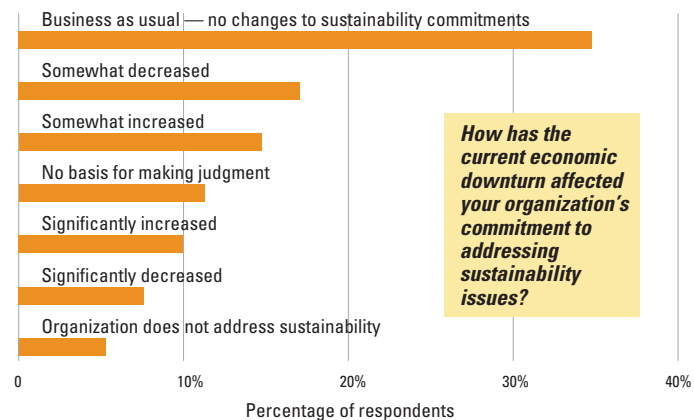 Business as usual — no changes to sustainability commitments
Somewhat decreased
Somewhat increased
No basis for making judgment
Significantly increased
Significantly decreased
Organization does not address sustainability
How has the
current economic
downturn affected
your organization’s
commitment to
addressing
sustainability
issues?
0 10% 20% 30% 40%
Percentage of respondents